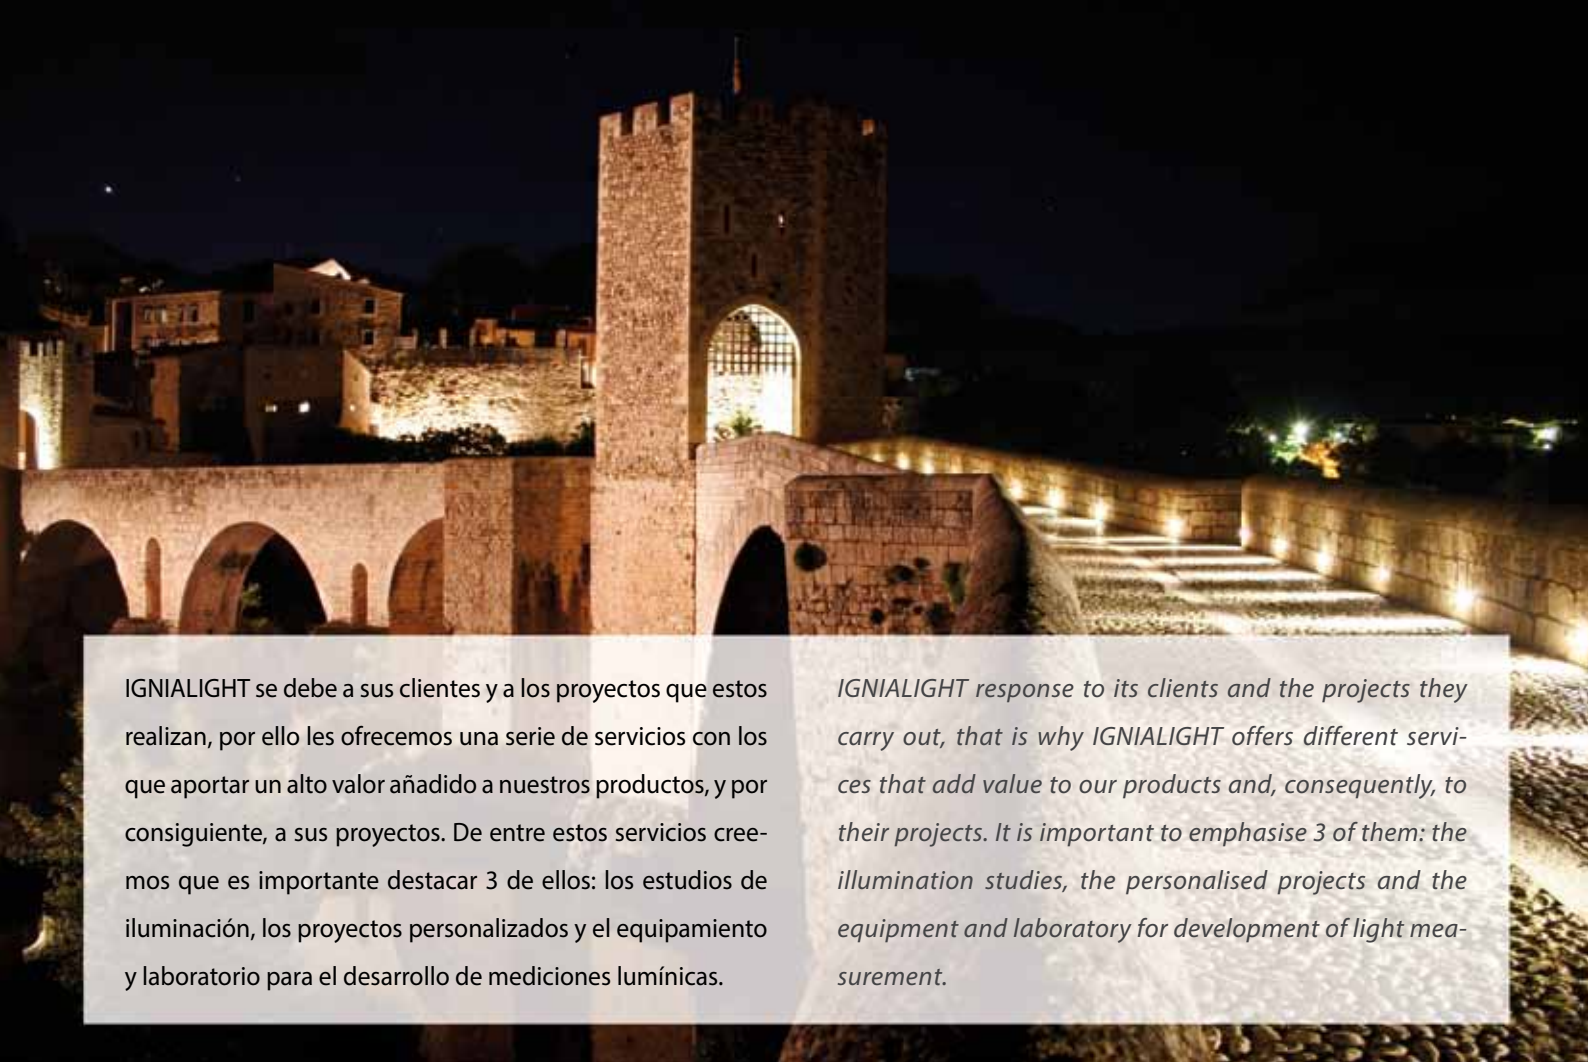 IGNIALIGHT se debe a sus clientes y a los proyectos que estos
realizan, por ello les ofrecemos una serie de servicios con los
que aportar un alto valor añadido a nuestros productos, y por
consiguiente, a sus proyectos. De entre estos servicios cree-
mos que es importante destacar 3 de ellos: los estudios de
iluminación, los proyectos personalizados y el equipamiento
y laboratorio para el desarrollo de mediciones lumínicas.
IGNIALIGHT response to its clients and the projects they
carry out, that is why IGNIALIGHT offers different servi-
ces that add value to our products and, consequently, to
their projects. It is important to emphasise 3 of them: the
illumination studies, the personalised projects and the
equipment and laboratory for development of light mea-
surement.